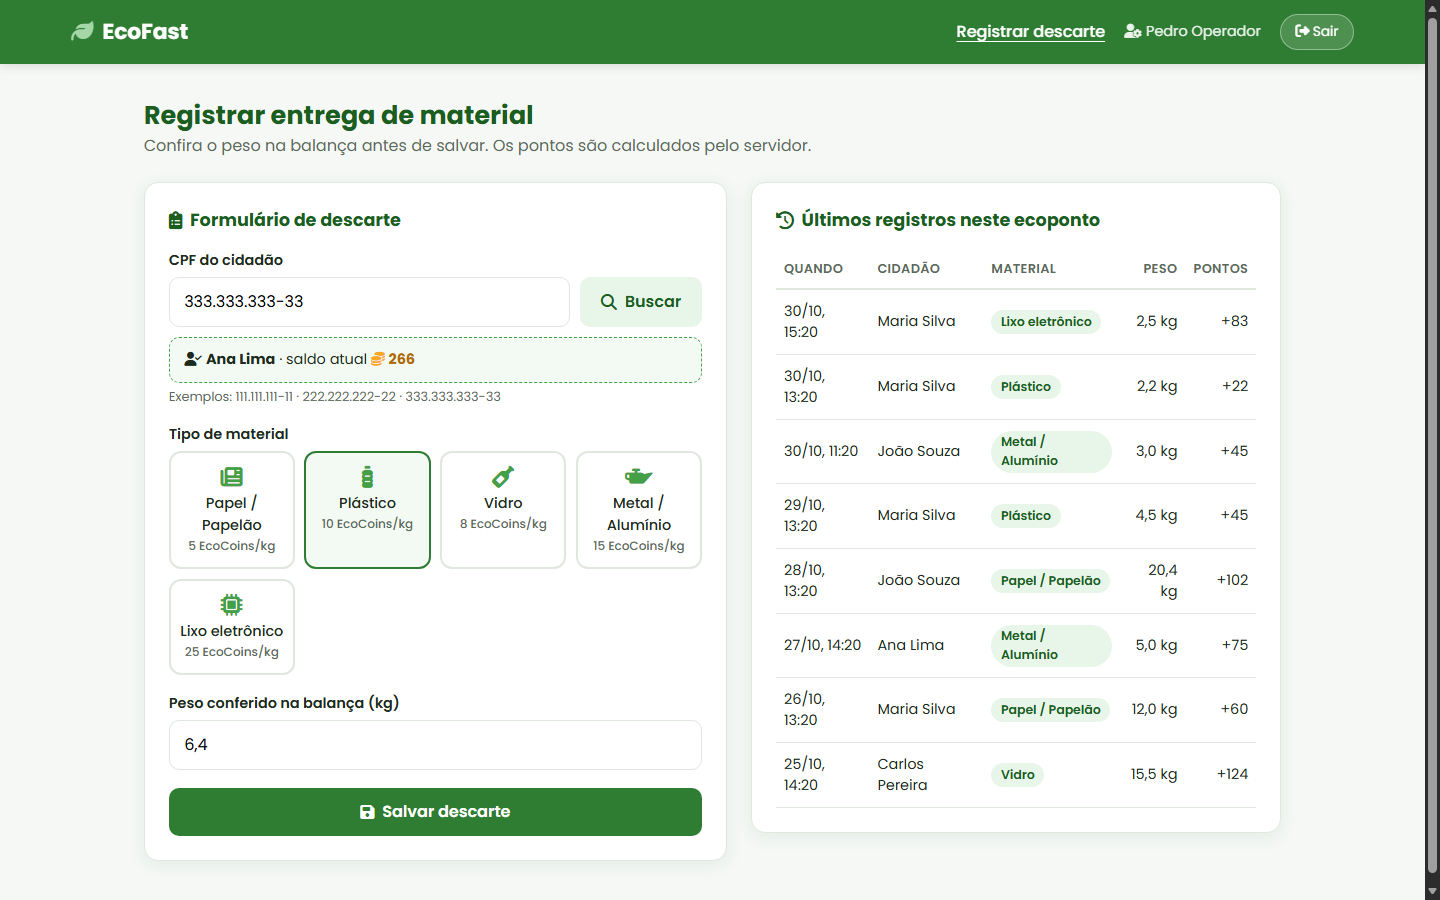 EcoFast
Registrar descarte
Pedro Operador
Sair
Registrar entrega de material
Confira o peso na balança antes de salvar. Os pontos são calculados pelo servidor.
Formulário de descarte
CPF do cidadão
333.333.333-33
Buscar
Ana Lima · saldo atual 266
Exemplos: 111.111.111-11 · 222.222.222-22 · 333.333.333-33
Tipo de material
Papel /
Papelão
5 EcoCoins/kg
Plástico
10 EcoCoins/kg
Vidro
8 EcoCoins/kg
Metal /
Alumínio
15 EcoCoins/kg
Lixo eletrônico
25 EcoCoins/kg
Peso conferido na balança (kg)
6,4
Salvar descarte
Últimos registros neste ecoponto
QUANDO CIDADÃO MATERIAL PESO PONTOS
30/10,
15:20
Maria Silva
Lixo eletrônico
2,5 kg
+83
30/10,
13:20
Maria Silva
Plástico
2,2 kg
+22
30/10, 11:20
João Souza
Metal /
Alumínio
3,0 kg
+45
29/10,
13:20
Maria Silva
Plástico
4,5 kg
+45
28/10,
13:20
João Souza
Papel / Papelão
20,4
kg
+102
27/10, 14:20
Ana Lima
Metal /
Alumínio
5,0 kg
+75
26/10,
13:20
Maria Silva
Papel / Papelão
12,0 kg
+60
25/10,
14:20
Carlos
Pereira
Vidro
15,5 kg
+124